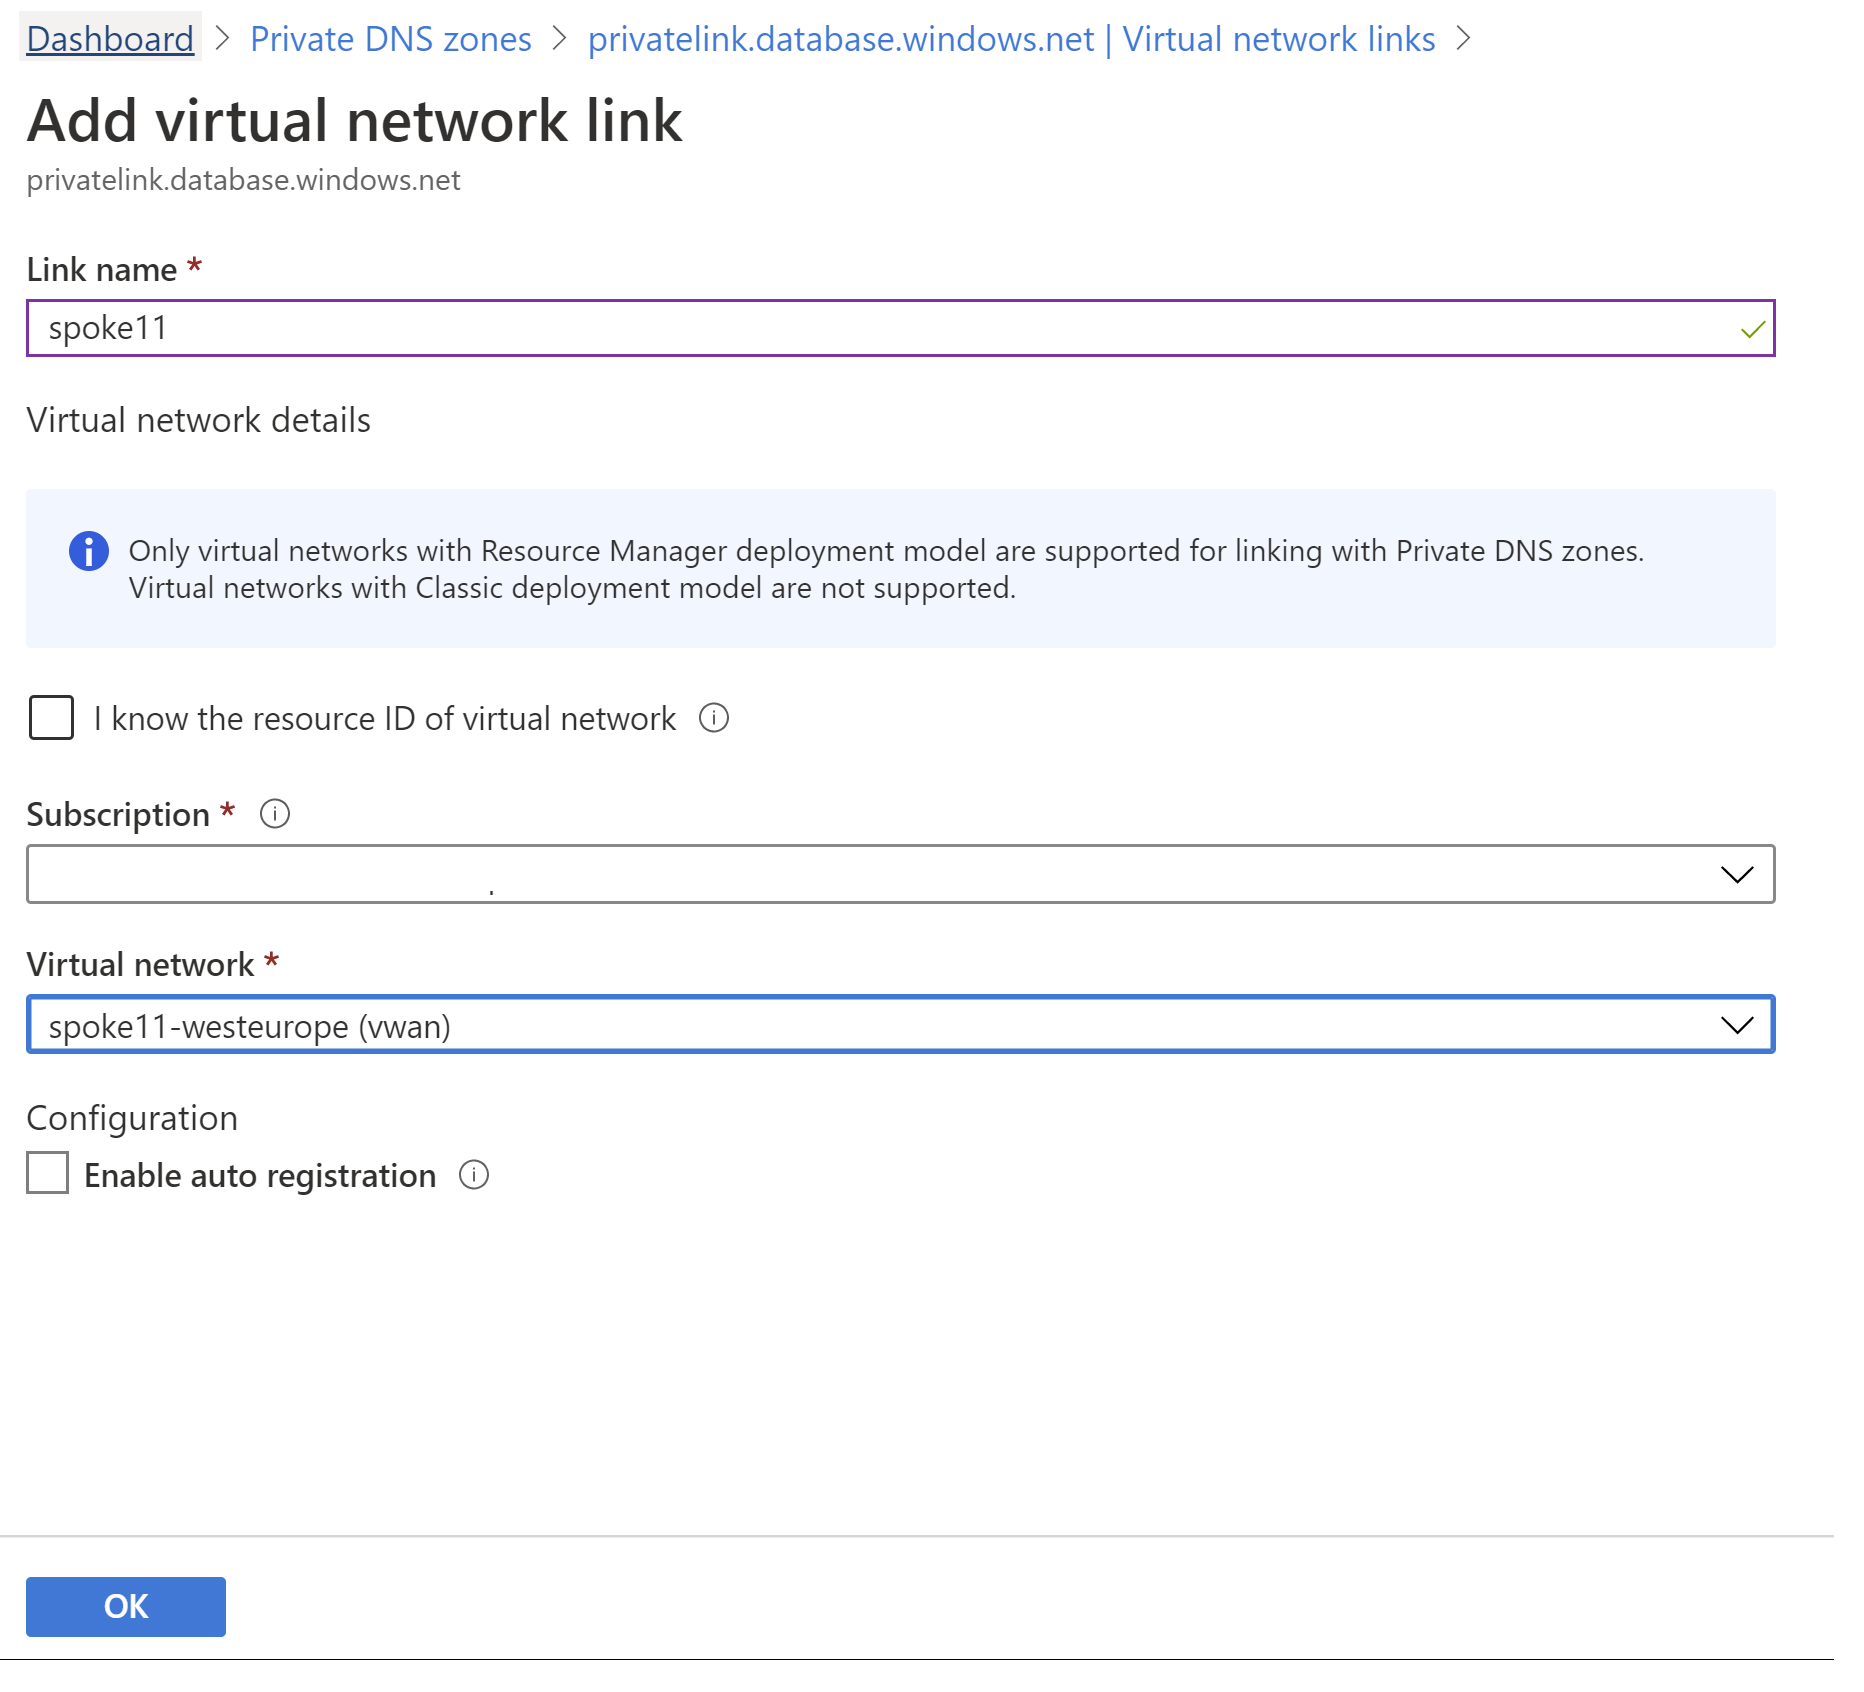 Dashboard > Private DNS zones > privatelink.database.windows.net | Virtual network links >
Add virtual network link
privatelink.database.windows.net
Link name *
spoke11
Virtual network details
Only virtual networks with Resource Manager deployment model are supported for linking with Private DNS zones.
Virtual networks with Classic deployment model are not supported.
I know the resource ID of virtual network
Subscription *
Virtual network *
spoke11-westeurope (vwan)
Configuration
Enable auto registration
OK